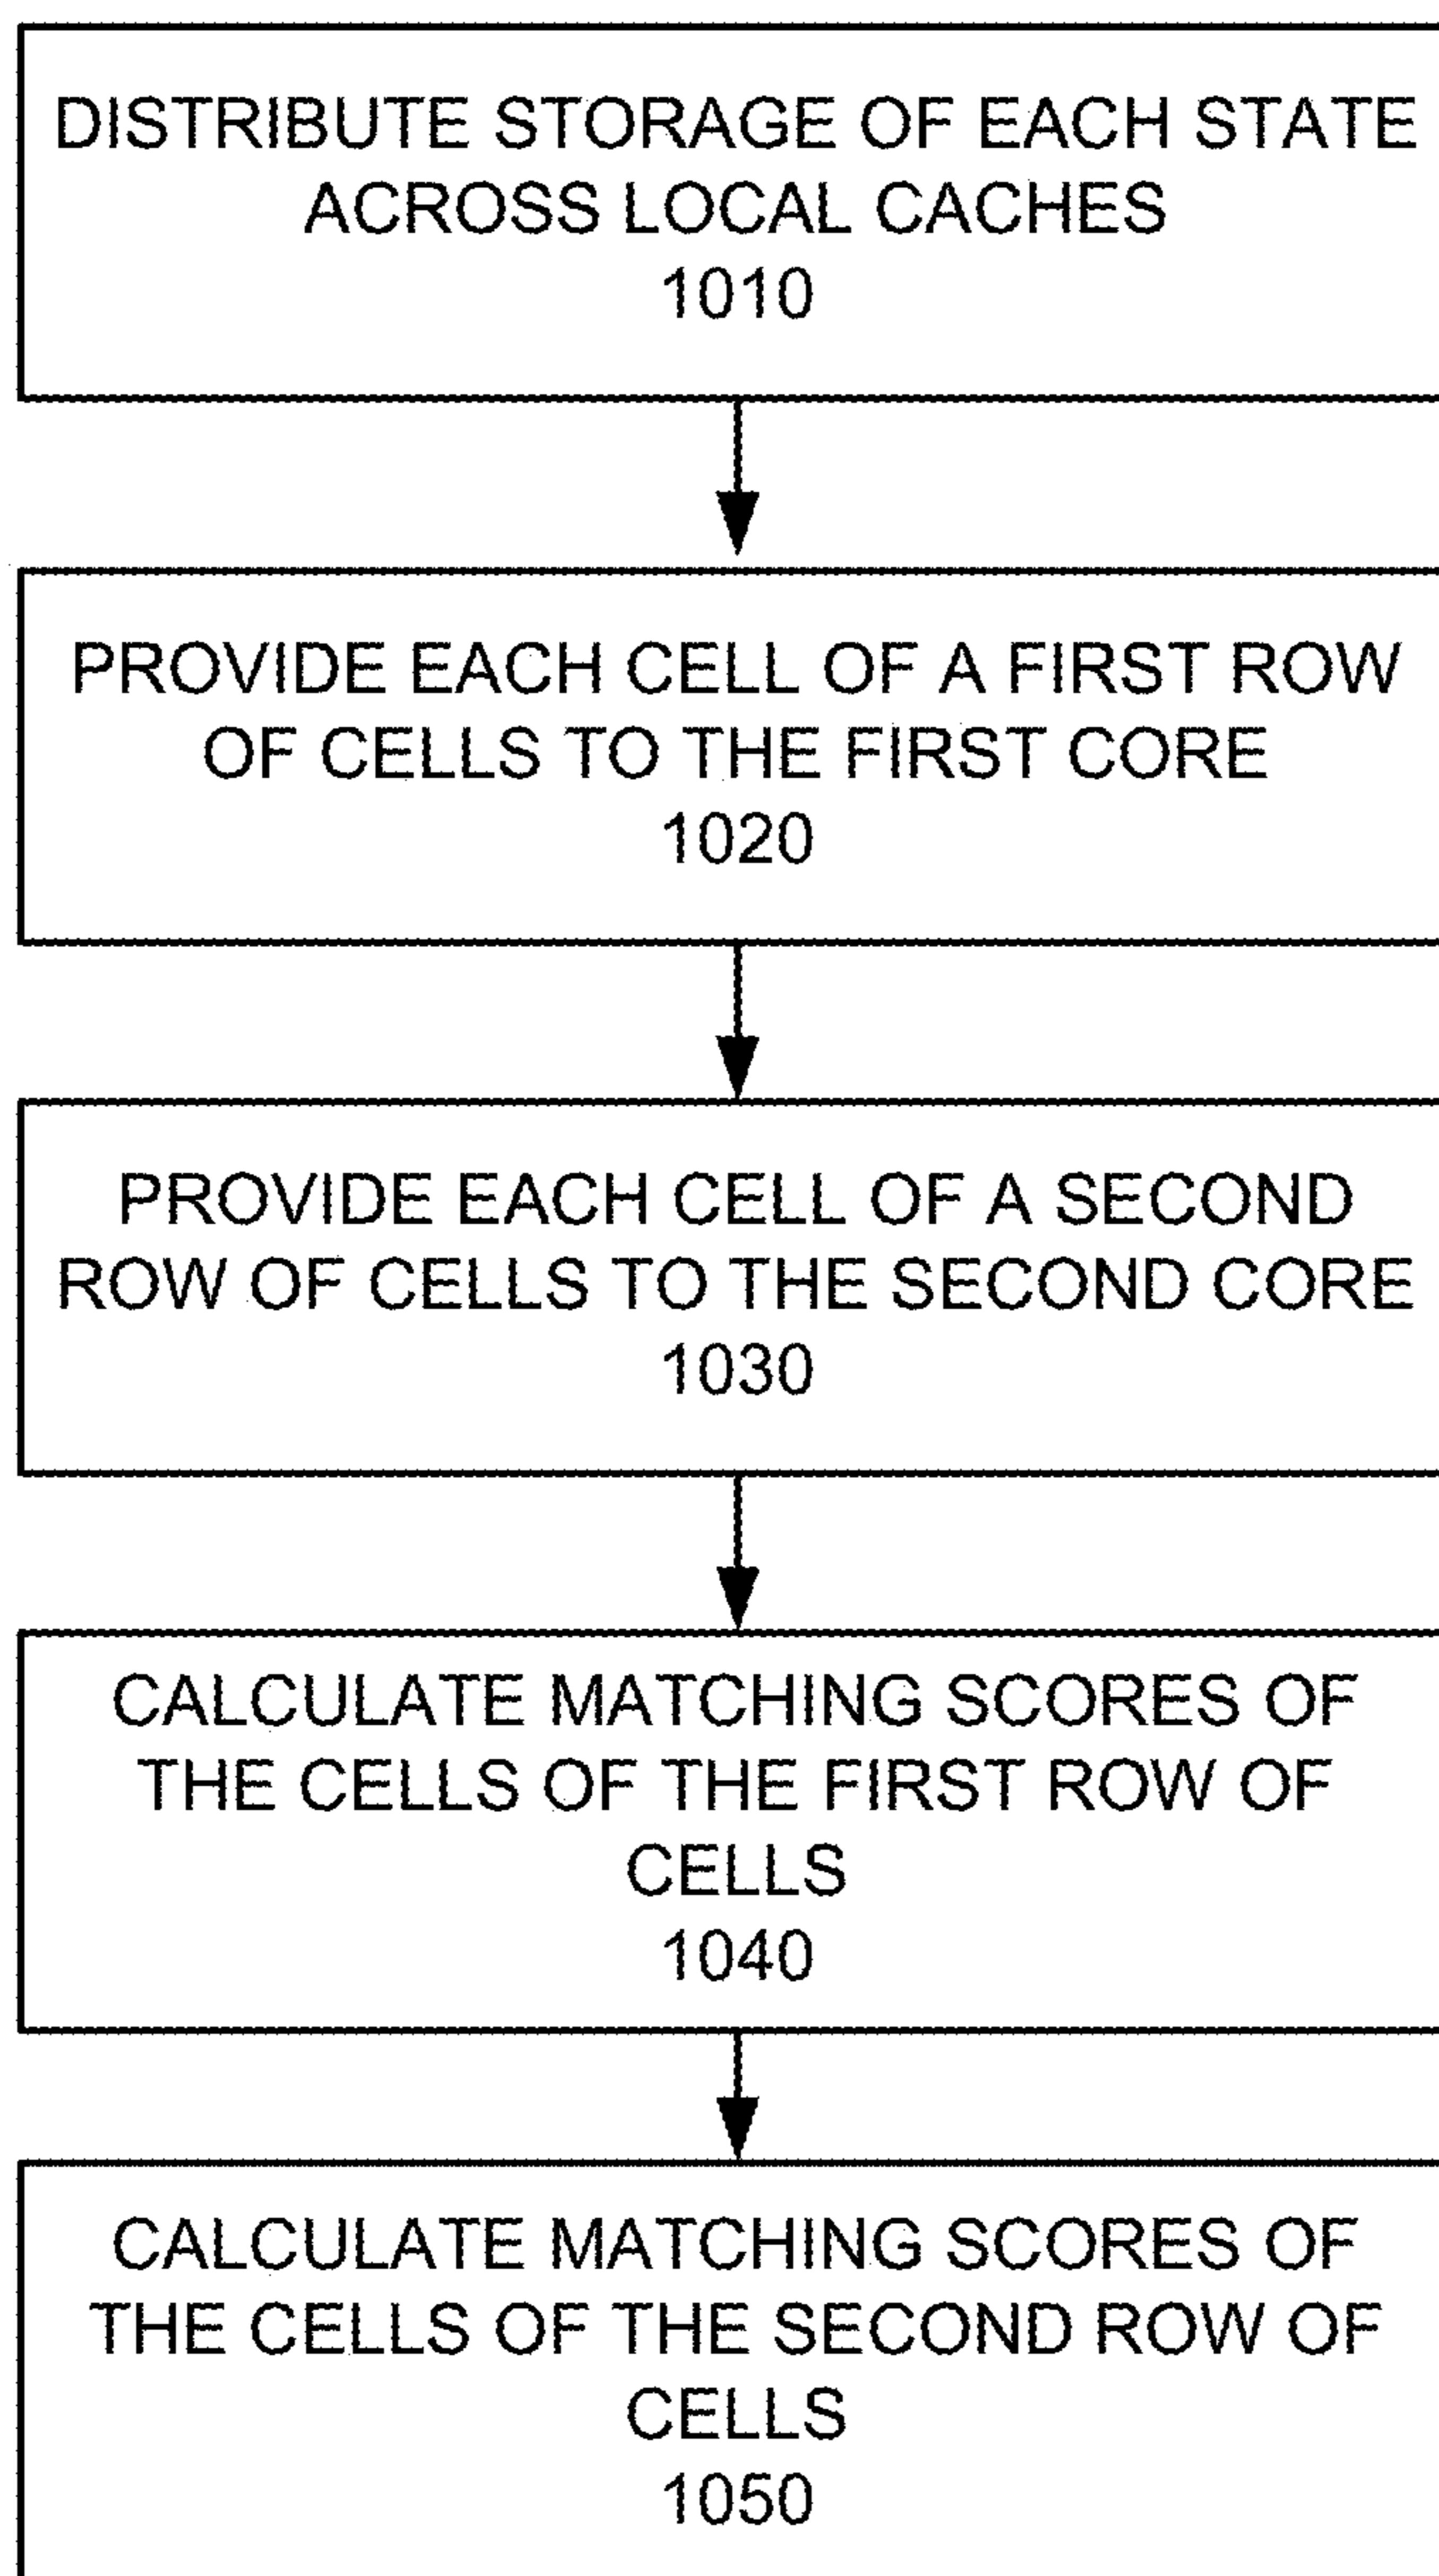 DISTRIBUTE STORAGE OF EACH STATE
ACROSS LOCAL CACHES
1010
PROVIDE EACH CELL OF A FIRST ROW
OF CELLS TO THE FIRST CORE
1020
PROVIDE EACH CELL OF A SECOND
ROW OF CELLS TO THE SECOND CORE
1030
CALCULATE MATCHING SCORES OF
THE CELLS OF THE FIRST ROW OF
CELLS
1040
CALCULATE MATCHING SCORES OF
THE CELLS OF THE SECOND ROW OF
CELLS
1050